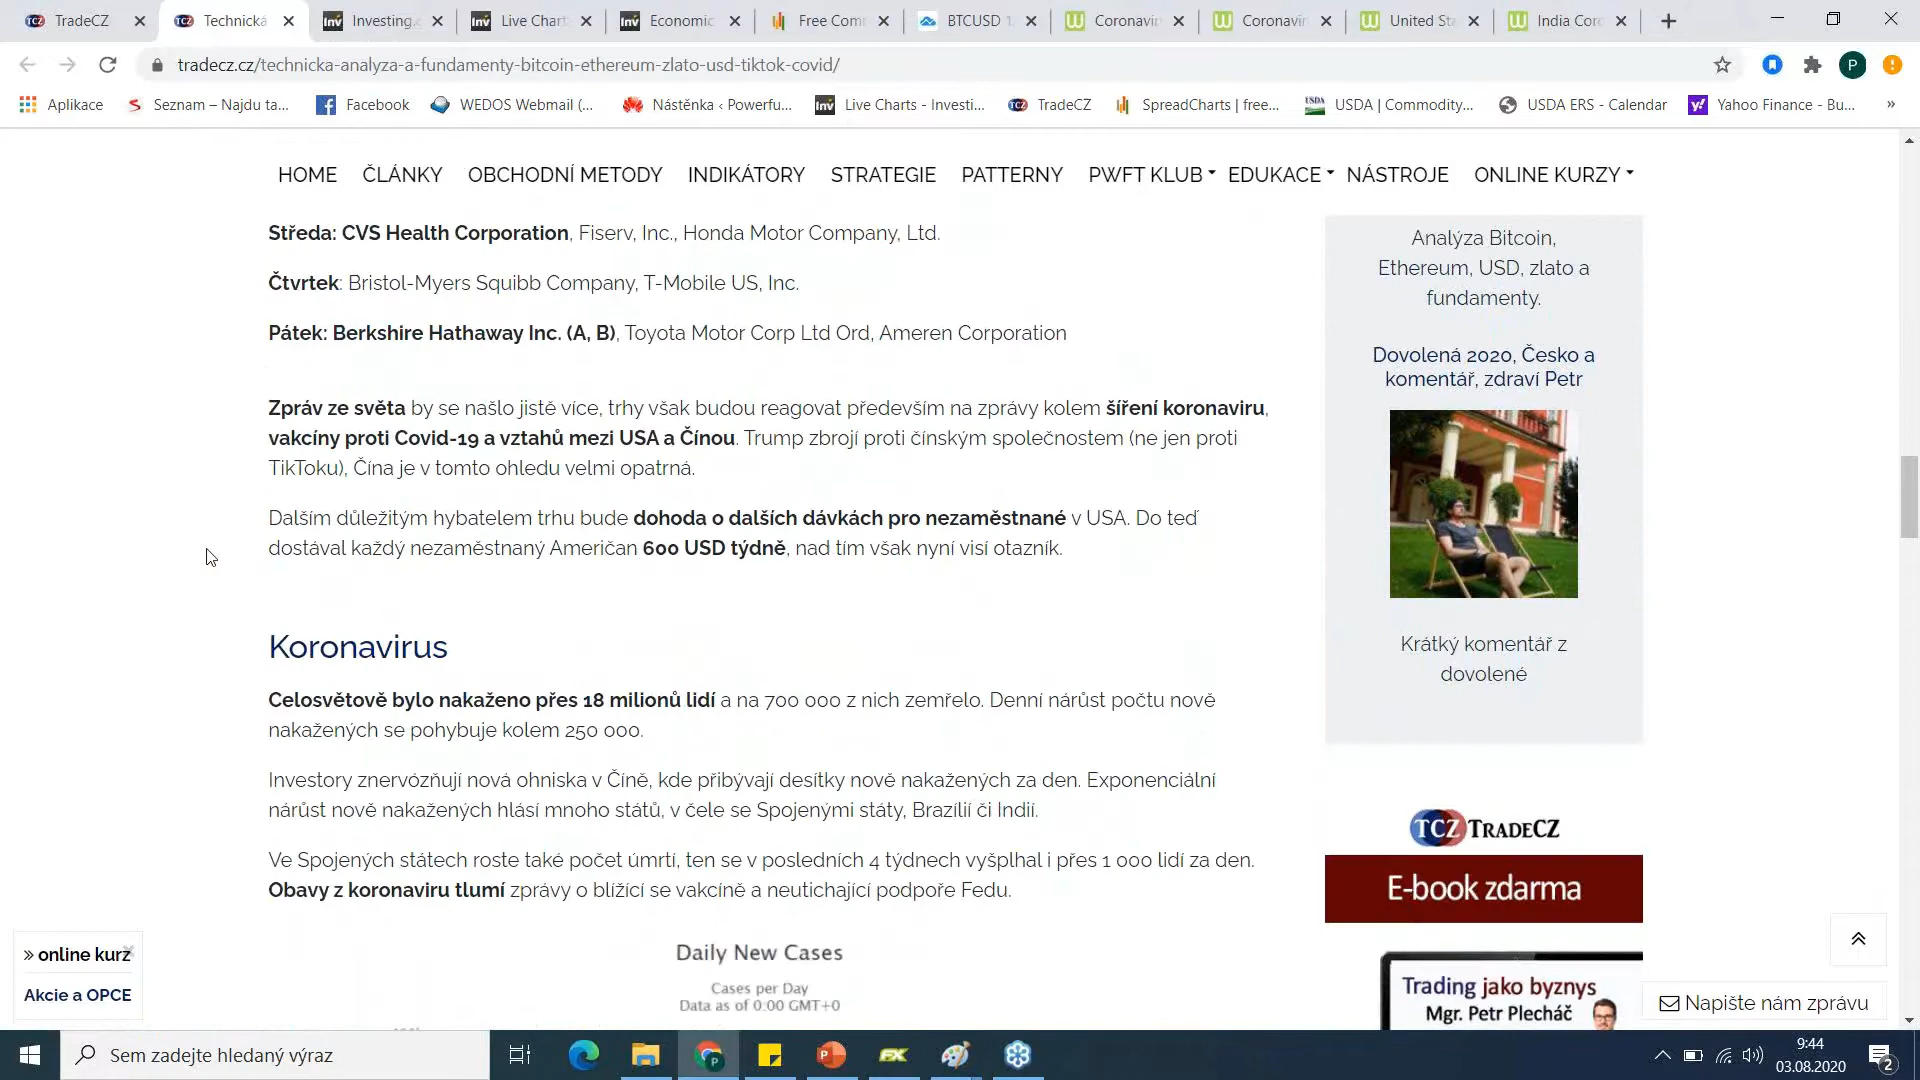 TradeCZ
Technická
Investing.c
Live Chart
Economic
Free Com
BTCUSD 1
Coronavir
Coronavir
United Sta
India Cor
tradecz.cz/technicka-analyza-a-fundamenty-bitcoin-ethereum-zlato-usd-tiktok-covid/
P
Aplikace
Seznam – Najdu ta...
Facebook
WEDOS Webmail (...
Nástěnka ‹ Powerfu...
Live Charts - Investi...
TradeCZ
SpreadCharts | free...
USDA | Commodity...
USDA ERS - Calendar
Yahoo Finance - Bu...
»
HOME
ČLÁNKY
OBCHODNÍ METODY
INDIKÁTORY
STRATEGIE
PATTERNY
PWFT KLUB
EDUKACE
NÁSTROJE
ONLINE KURZY
Středa: CVS Health Corporation, Fiserv, Inc., Honda Motor Company, Ltd.
Čtvrtek: Bristol-Myers Squibb Company, T-Mobile US, Inc.
Pátek: Berkshire Hathaway Inc. (A, B), Toyota Motor Corp Ltd Ord, Ameren Corporation
Zpráv ze světa by se našlo jistě více, trhy však budou reagovat především na zprávy kolem šíření koronaviru,
vakcíny proti Covid-19 a vztahů mezi USA a Čínou. Trump zbrojí proti čínským společnostem (ne jen proti
TikToku), Čína je v tomto ohledu velmi opatrná.
Dalším důležitým hybatelem trhu bude dohoda o dalších dávkách pro nezaměstnané v USA. Do teď
dostával každý nezaměstnaný Američan 600 USD týdně, nad tím však nyní visí otazník.
Koronavirus
Celosvětově bylo nakaženo přes 18 milionů lidí a na 700 000 z nich zemřelo. Denní nárůst počtu nově
nakažených se pohybuje kolem 250 000.
Investory znervózňují nová ohniska v Číně, kde přibývají desítky nově nakažených za den. Exponenciální
nárůst nově nakažených hlásí mnoho států, v čele se Spojenými státy, Brazílií či Indií.
Ve Spojených státech roste také počet úmrtí, ten se v posledních 4 týdnech vyšplhal i přes 1 000 lidí za den.
Obavy z koronaviru tlumí zprávy o blížící se vakcíně a neutichající podpoře Fedu.
Daily New Cases
Cases per Day
Data as of 0:00 GMT+0
Analýza Bitcoin,
Ethereum, USD, zlato a
fundamenty.
Dovolená 2020, Česko a
komentář, zdraví Petr
Krátký komentář z
dovolené
TCZ TRADECZ
E-book zdarma
Trading jako byznys
Mgr. Petr Plecháč
» online kurz
Akcie a OPCE
Napište nám zprávu
Sem zadejte hledaný výraz
9:44
03.08.2020
2